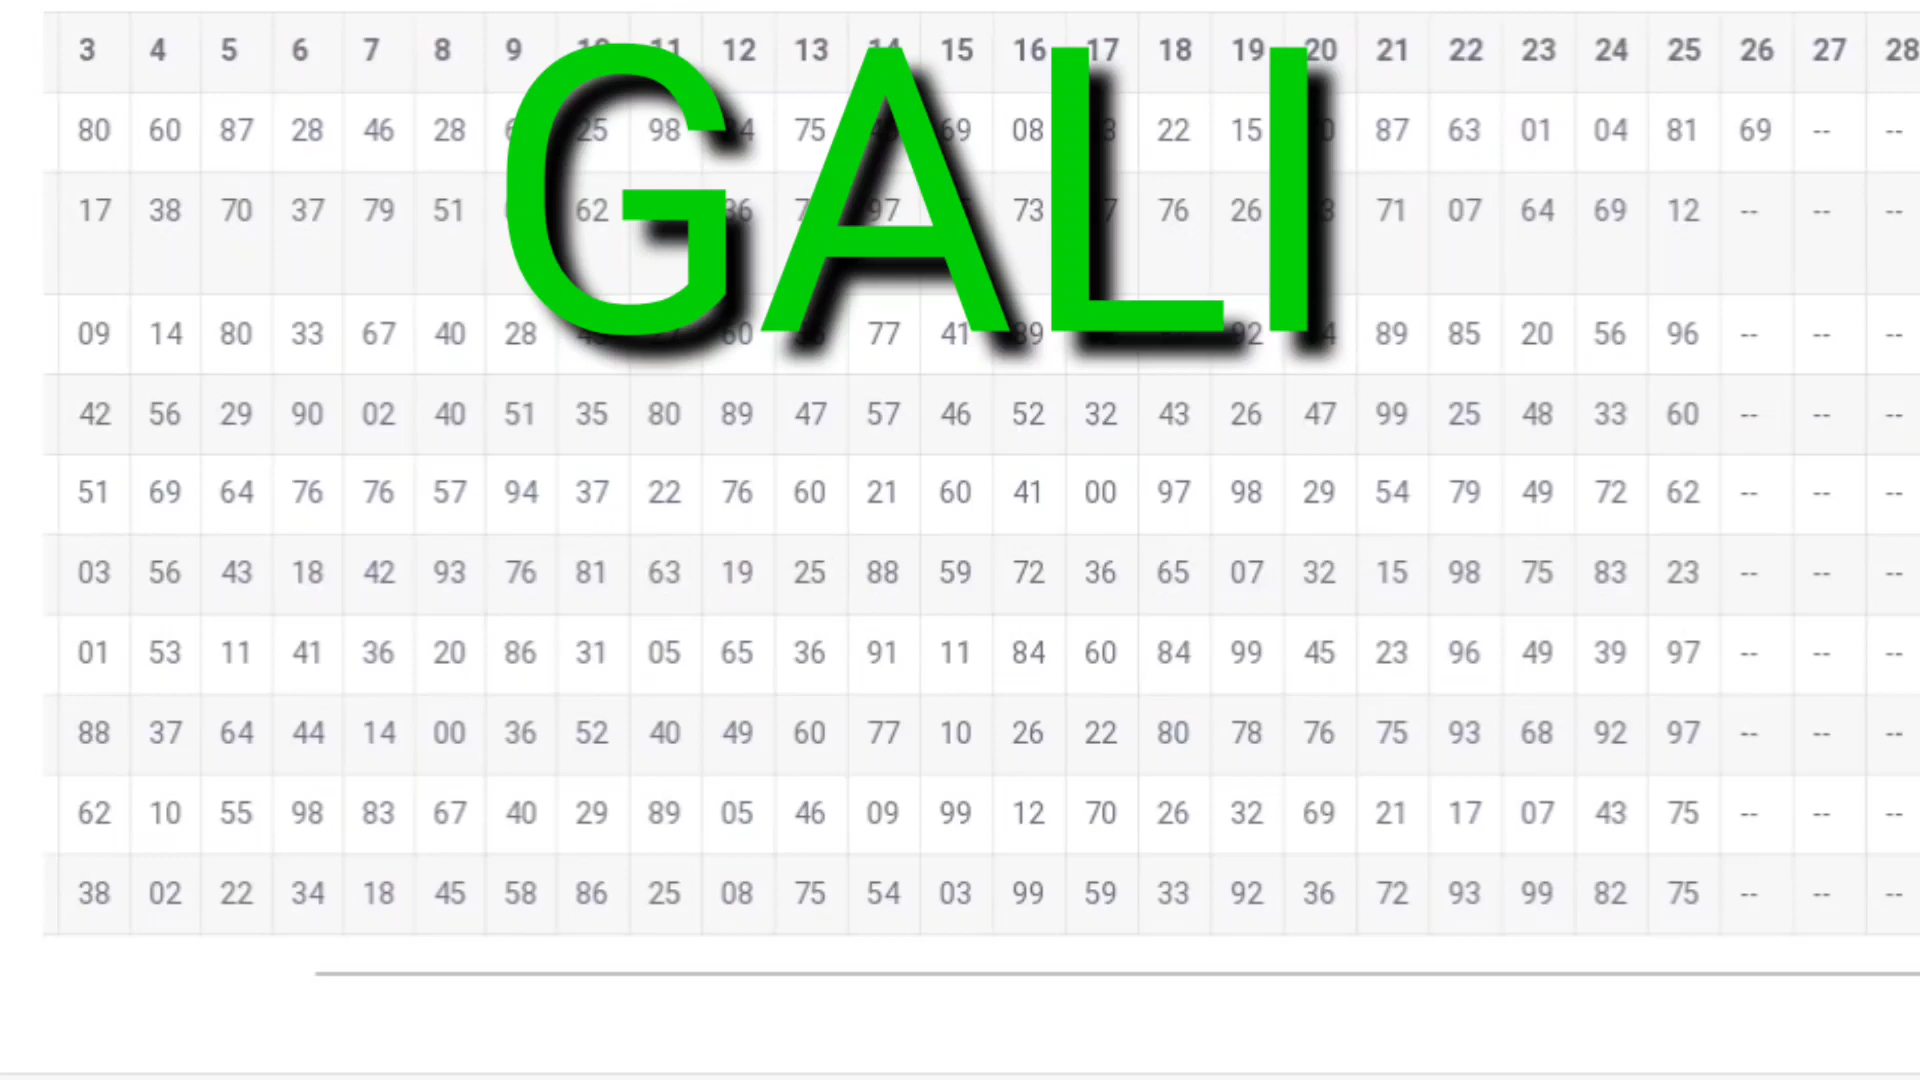 3 4 5 6 7 8 9 10 11 12 13 14 15 16 17 18 19 20 21 22 23 24 25 26 27 28
GALI
80 60 87 28 46 28 25 98 75 69 08 22 15 87 63 01 04 81 69 -- --
17 38 70 37 79 51 62 36 97 73 76 26 71 07 64 69 12 -- -- --
09 14 80 33 67 40 28 60 77 41 89 92 89 85 20 56 96 -- -- --
42 56 29 90 02 40 51 35 80 89 47 57 46 52 32 43 26 47 99 25 48 33 60 -- -- --
51 69 64 76 76 57 94 37 22 76 60 21 60 41 00 97 98 29 54 79 49 72 62 -- -- --
03 56 43 18 42 93 76 81 63 19 25 88 59 72 36 65 07 32 15 98 75 83 23 -- -- --
01 53 11 41 36 20 86 31 05 65 36 91 11 84 60 84 99 45 23 96 49 39 97 -- -- --
88 37 64 44 14 00 36 52 40 49 60 77 10 26 22 80 78 76 75 93 68 92 97 -- -- --
62 10 55 98 83 67 40 29 89 05 46 09 99 12 70 26 32 69 21 17 07 43 75 -- -- --
38 02 22 34 18 45 58 86 25 08 75 54 03 99 59 33 92 36 72 93 99 82 75 -- -- --